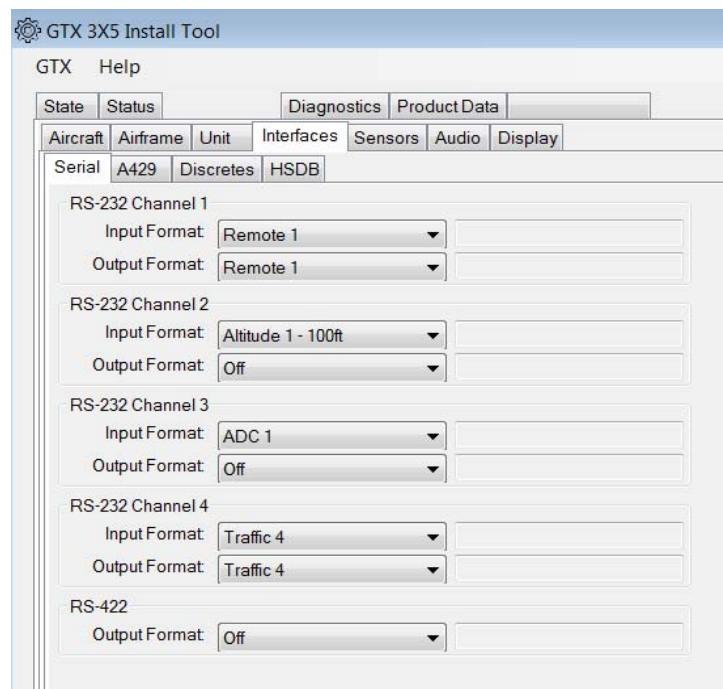 GTX 3X5 Install Tool
GTX Help
State Status Diagnostics Product Data
Aircraft Airframe Unit Interfaces Sensors Audio Display
Serial A429 Discretes HSDB
RS-232 Channel 1
Input Format: Remote 1
Output Format: Remote 1
RS-232 Channel 2
Input Format: Altitude 1 - 100ft
Output Format: Off
RS-232 Channel 3
Input Format: ADC 1
Output Format: Off
RS-232 Channel 4
Input Format: Traffic 4
Output Format: Traffic 4
RS-422
Output Format: Off